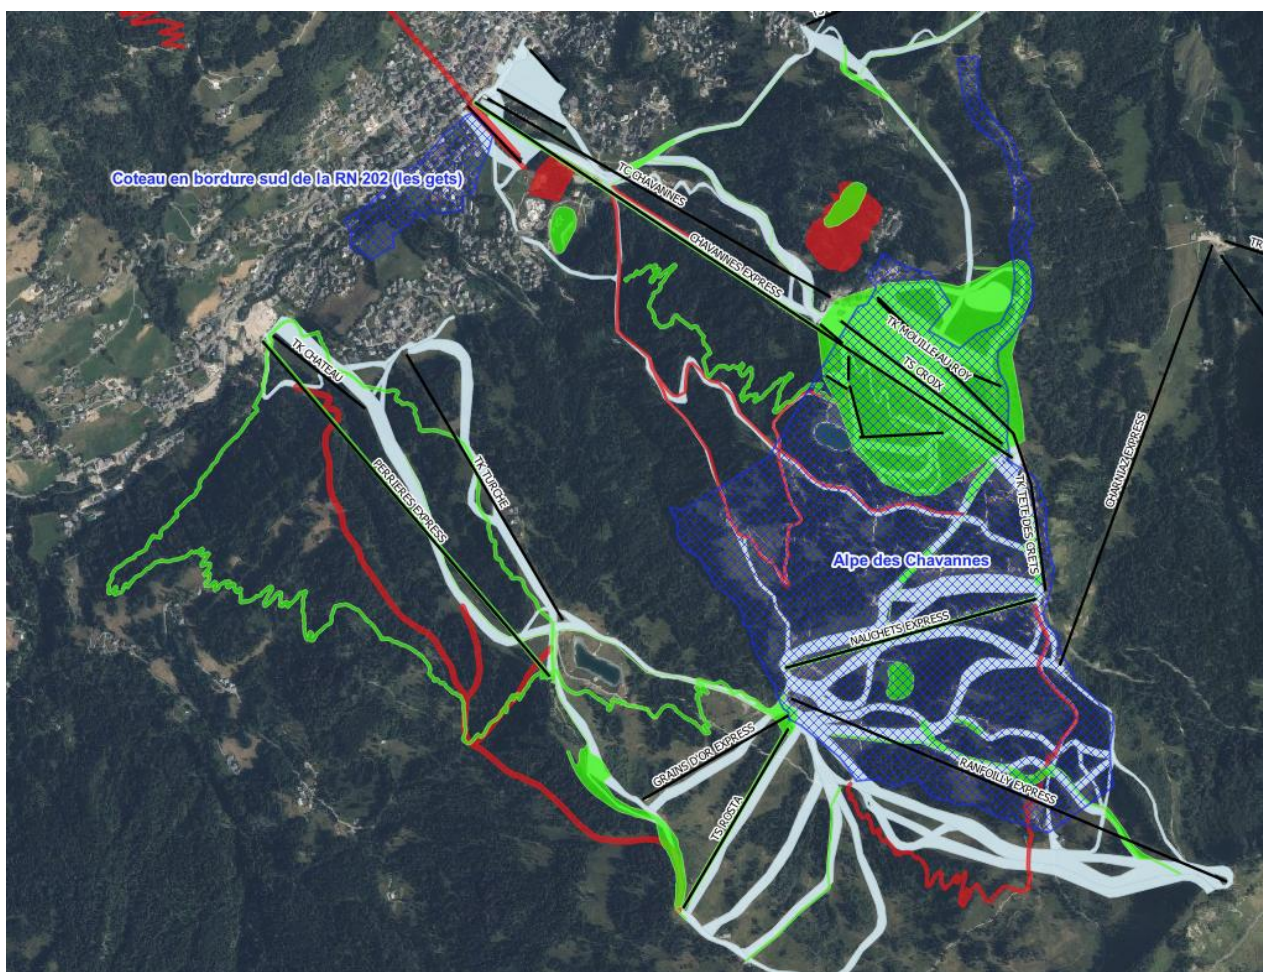 Coteau en bordure sud de la RN 202 (les gets)
TC CHAVANNES
CHAVANNES EXPRESS
TR
TK MOUILLE AU ROY
TS CROIX
TK CHATEAU
TK TURCHE
PERRIERES EXPRESS
CHARNIAZ EXPRESS
TK TETE DES CRETS
Alpe des Chavannes
NAUCHETS EXPRESS
GRAINS D'OR EXPRESS
RANFOILLY EXPRESS
TS ROSTA